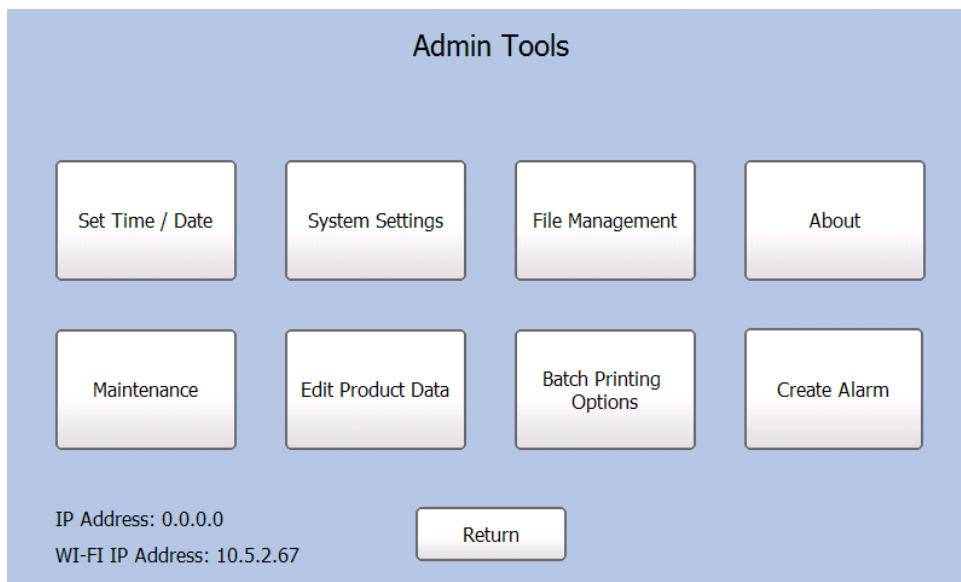 Admin Tools
Set Time / Date
System Settings
File Management
About
Maintenance
Edit Product Data
Batch Printing
Options
Create Alarm
IP Address: 0.0.0.0
WI-FI IP Address: 10.5.2.67
Return